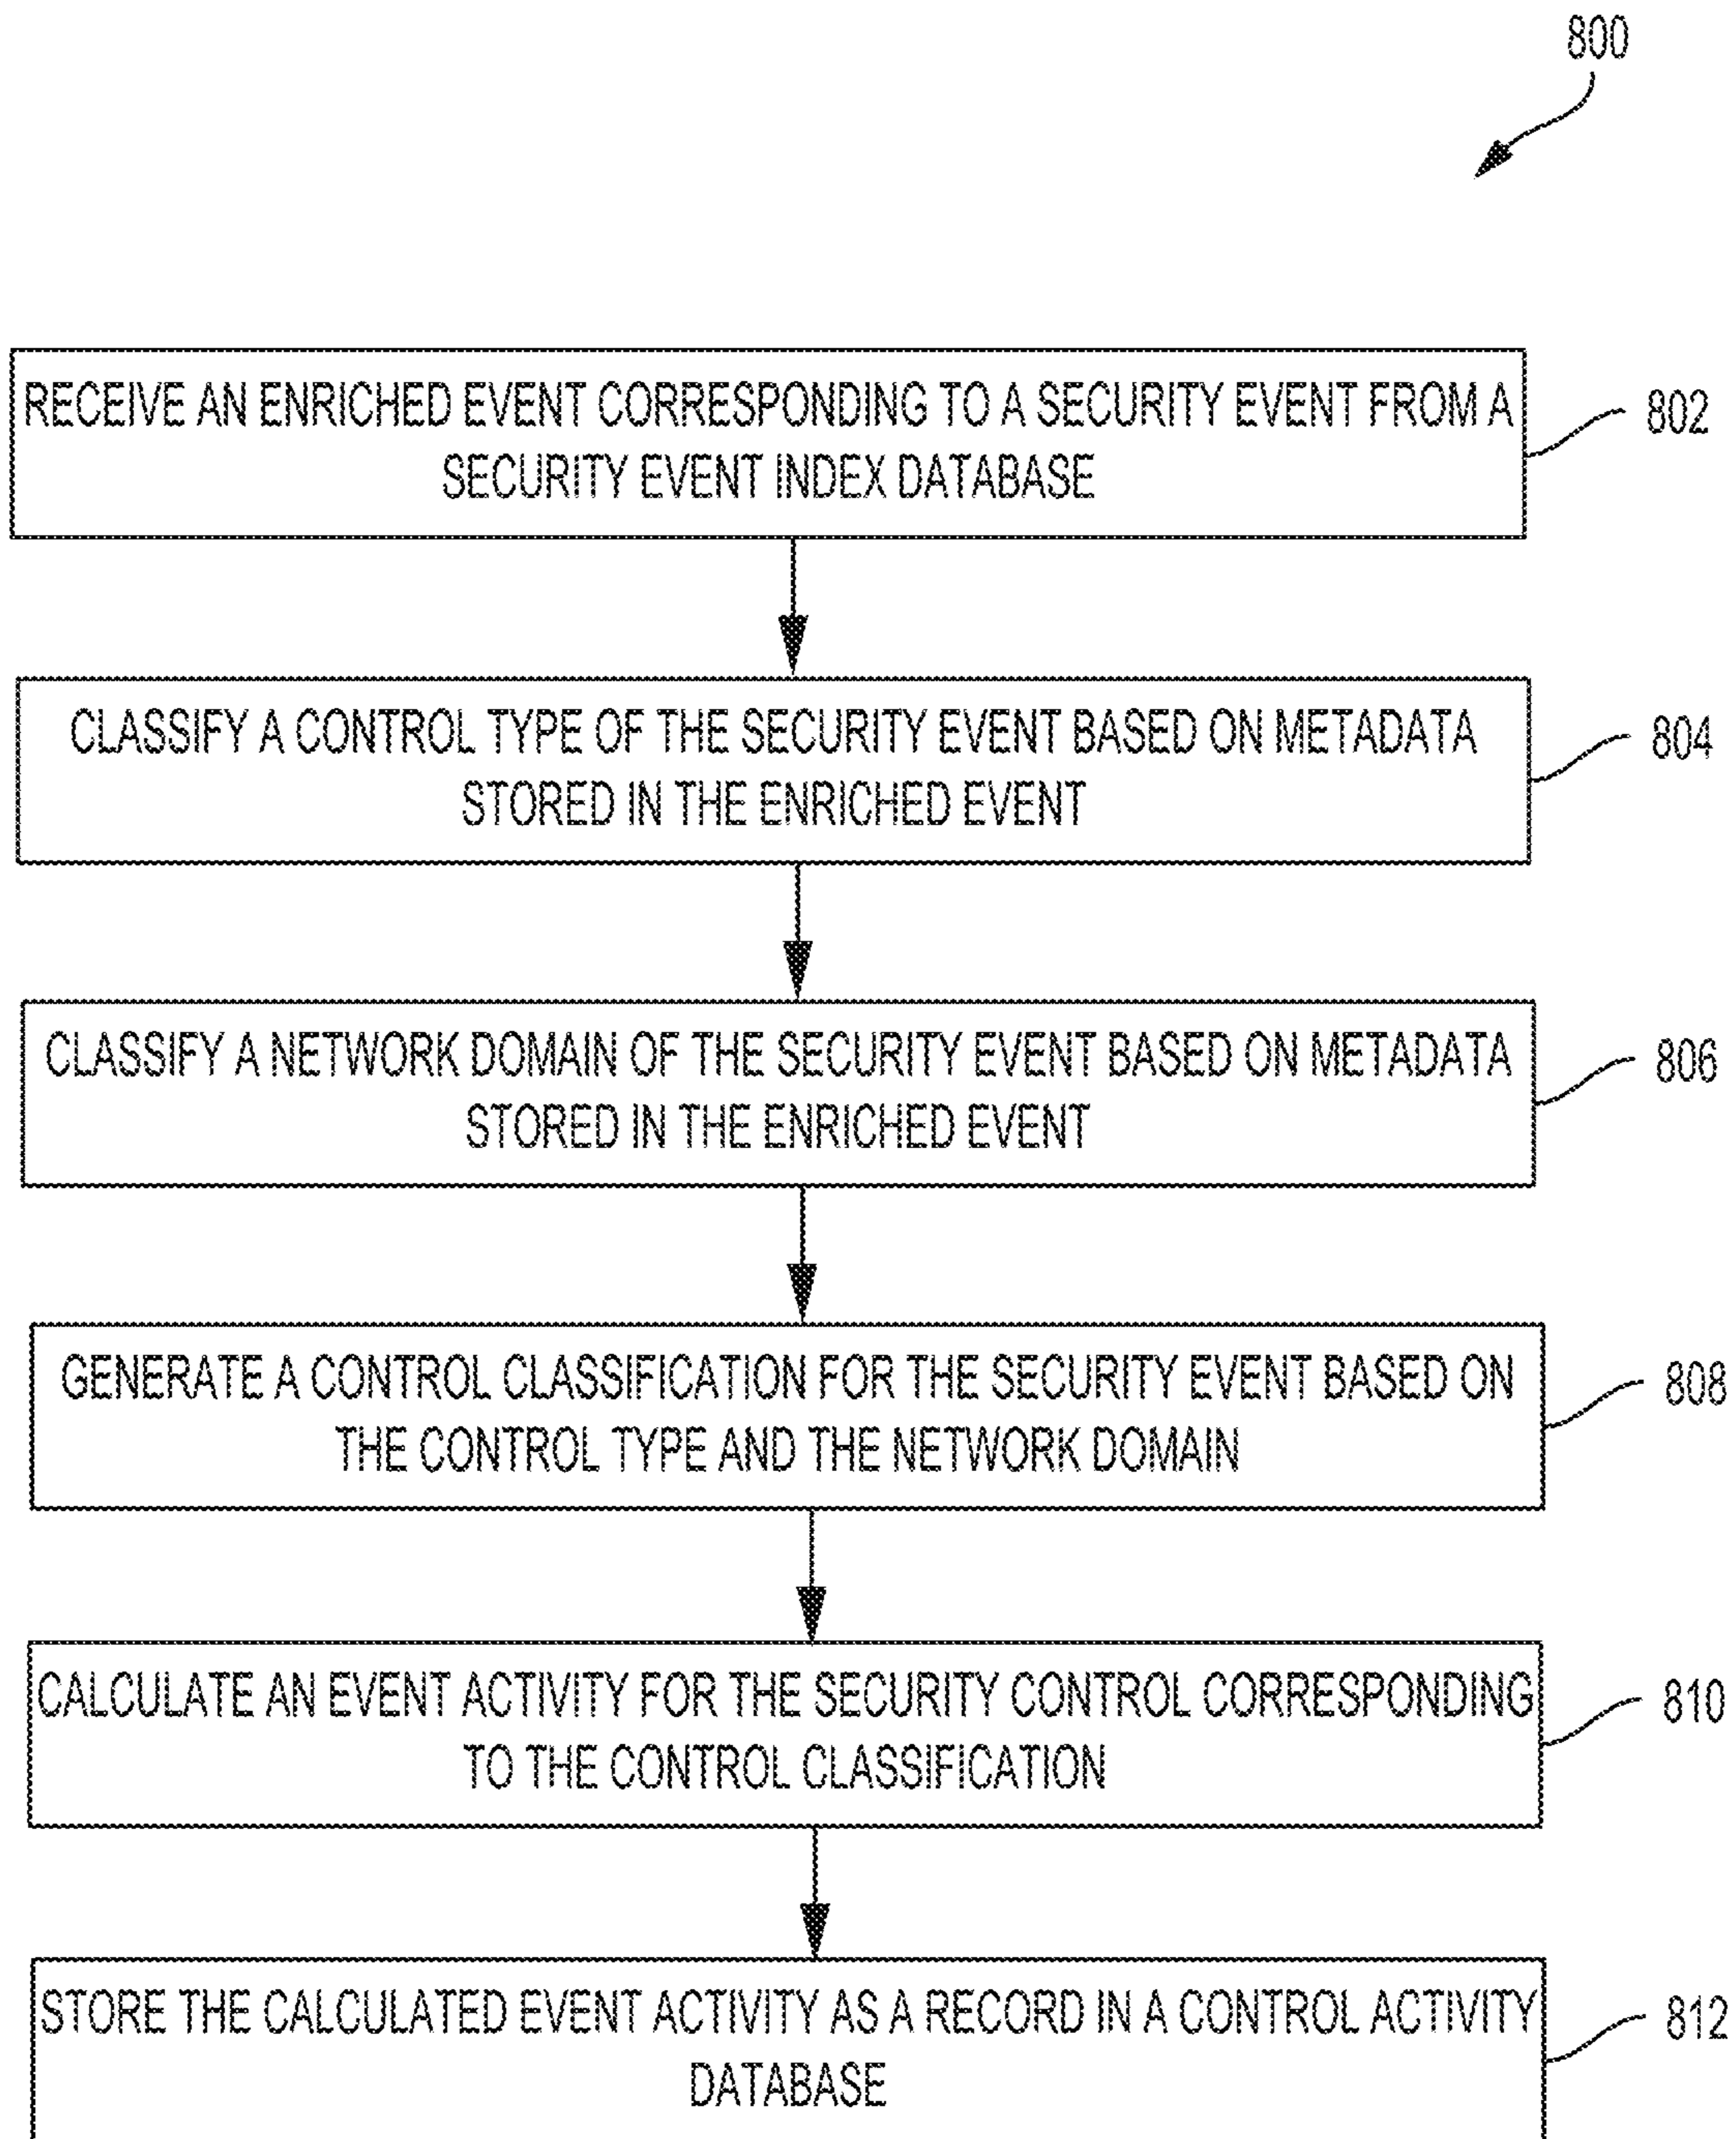 800
RECEIVE AN ENRICHED EVENT CORRESPONDING TO A SECURITY EVENT FROM A
SECURITY EVENT INDEX DATABASE
802
CLASSIFY A CONTROL TYPE OF THE SECURITY EVENT BASED ON METADATA
STORED IN THE ENRICHED EVENT
804
CLASSIFY A NETWORK DOMAIN OF THE SECURITY EVENT BASED ON METADATA
STORED IN THE ENRICHED EVENT
806
GENERATE A CONTROL CLASSIFICATION FOR THE SECURITY EVENT BASED ON
THE CONTROL TYPE AND THE NETWORK DOMAIN
808
CALCULATE AN EVENT ACTIVITY FOR THE SECURITY CONTROL CORRESPONDING
TO THE CONTROL CLASSIFICATION
810
STORE THE CALCULATED EVENT ACTIVITY AS A RECORD IN A CONTROL ACTIVITY
DATABASE
812